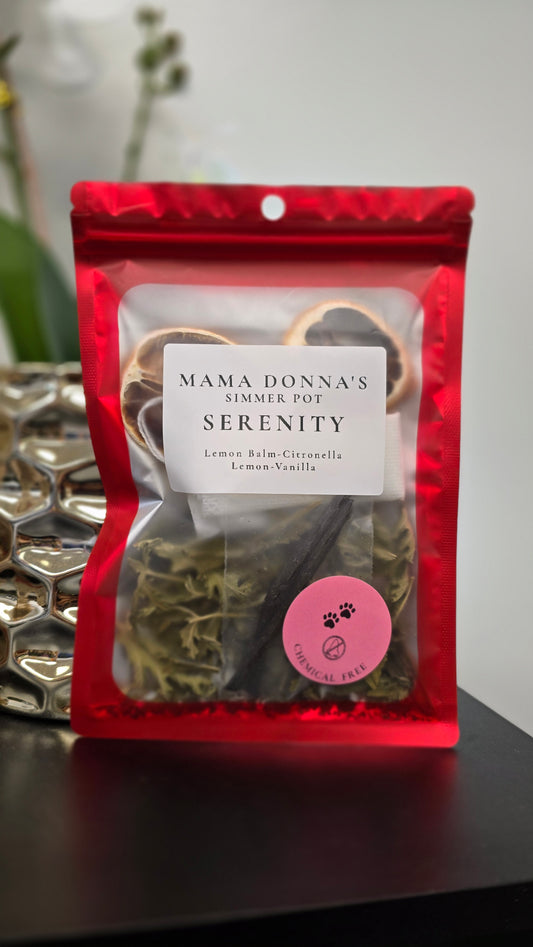 MAMA DONNA'S
SIMMER POT
SERENITY
Lemon Balm-Citronella
Lemon-Vanilla
CHEMICAL FREE